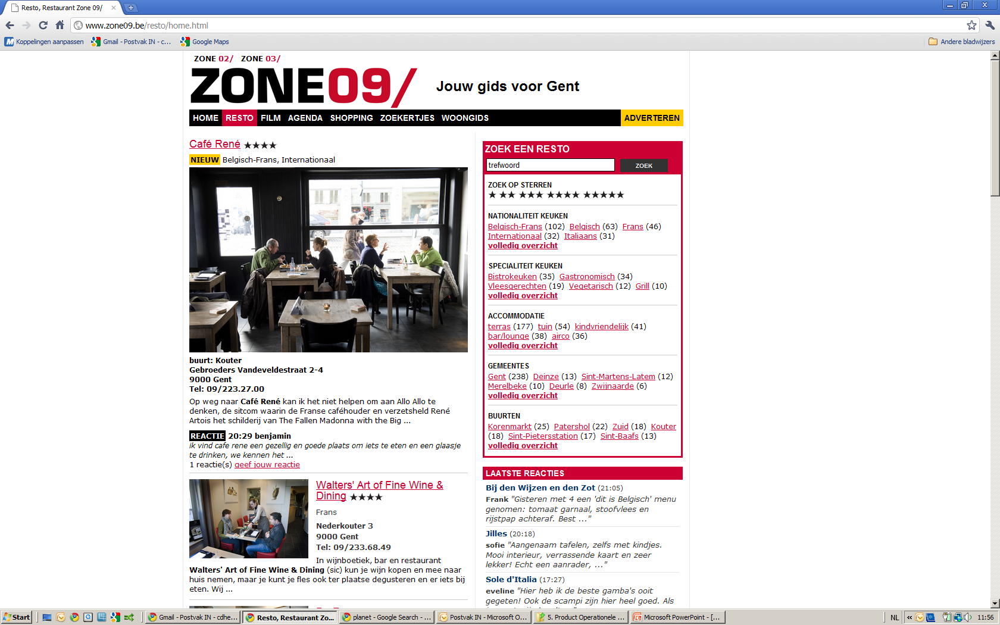 Resto, Restaurant Zone 09/
www.zone09.be/resto/home.html
Koppelingen aanpassen Gmail - Postvak IN - c... Google Maps Andere bladwijzers
ZONE 02/ ZONE 03/
ZONE09/
Jouw gids voor Gent
HOME RESTO FILM AGENDA SHOPPING ZOEKERTJES WOONGIDS ADVERTEREN
Café René ★★★★
NIEUW Belgisch-Frans, Internationaal
buurt: Kouter
Gebroeders Vandeveldestraat 2-4
9000 Gent
Tel: 09/223.27.00
Op weg naar Café René kan ik het niet helpen om aan Allo Allo te
denken, de sitcom waarin de Franse caféhouder en verzetsheld René
Artois het schilderij van The Fallen Madonna with the Big ...
REACTIE 20:29 benjamin
ik vind cafe rene een gezellig en goede plaats om iets te eten en een glaasje
te drinken, we kennen het ...
1 reactie(s) geef jouw reactie
Walters' Art of Fine Wine &
Dining ★★★★
Frans
Nederkouter 3
9000 Gent
Tel: 09/233.68.49
In wijnboetiek, bar en restaurant
Walters' Art of Fine Wine & Dining (sic) kun je wijn kopen en mee naar
huis nemen, maar je kunt je fles ook ter plaatse degusteren en er iets bij
eten. Wij ...
ZOEK EEN RESTO
trefwoord ZOEK
ZOEK OP STERREN
★ ★★ ★★★ ★★★★ ★★★★★
NATIONALITEIT KEUKEN
Belgisch-Frans (102) Belgisch (63) Frans (46)
Internationaal (32) Italiaans (31)
volledig overzicht
SPECIALITEIT KEUKEN
Bistrokeuken (35) Gastronomisch (34)
Vleesgerechten (19) Vegetarisch (12) Grill (10)
volledig overzicht
ACCOMMODATIE
terras (177) tuin (54) kindvriendelijk (41)
bar/lounge (38) airco (36)
volledig overzicht
GEMEENTES
Gent (238) Deinze (13) Sint-Martens-Latem (12)
Merelbeke (10) Deurle (8) Zwijnaarde (6)
volledig overzicht
BUURTEN
Korenmarkt (25) Patershol (22) Zuid (18) Kouter
(18) Sint-Pietersstation (17) Sint-Baafs (13)
volledig overzicht
LAATSTE REACTIES
Bij den Wijzen en den Zot (21:05)
Frank "Gisteren met 4 een 'dit is Belgisch' menu
genomen: tomaat garnaal, stoofvlees en
rijstpap achteraf. Best ..."
Jilles (20:18)
sofie "Aangenaam tafelen, zelfs met kindjes.
Mooi interieur, verrassende kaart en zeer
lekker! Echt een aanrader, ..."
Sole d'Italia (17:27)
eveline "Hier heb ik de beste gamba's ooit
gegeten! Ook de scampi zijn hier heel goed. Als
Start Gmail - Postvak IN - cdhe... Resto, Restaurant Zo... planet - Google Search - ... Postvak IN - Microsoft O... 5. Product Operationele ... Microsoft PowerPoint - [... NL « 11:56